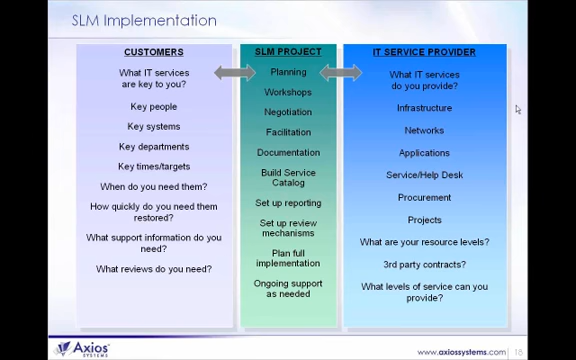 SLM Implementation
CUSTOMERS
What IT services
are key to you?
Key people
Key systems
Key departments
Key times/targets
When do you need them?
How quickly do you need them
restored?
What support information do you
need?
What reviews do you need?
SLM PROJECT
Planning
Workshops
Negotiation
Facilitation
Documentation
Build Service
Catalog
Set up reporting
Set up review
mechanisms
Plan full
implementation
Ongoing support
as needed
IT SERVICE PROVIDER
What IT services
do you provide?
Infrastructure
Networks
Applications
Service/Help Desk
Procurement
Projects
What are your resource levels?
3rd party contracts?
What levels of service can you
provide?
Axios
SYSTEMS
www.axiossystems.com
16